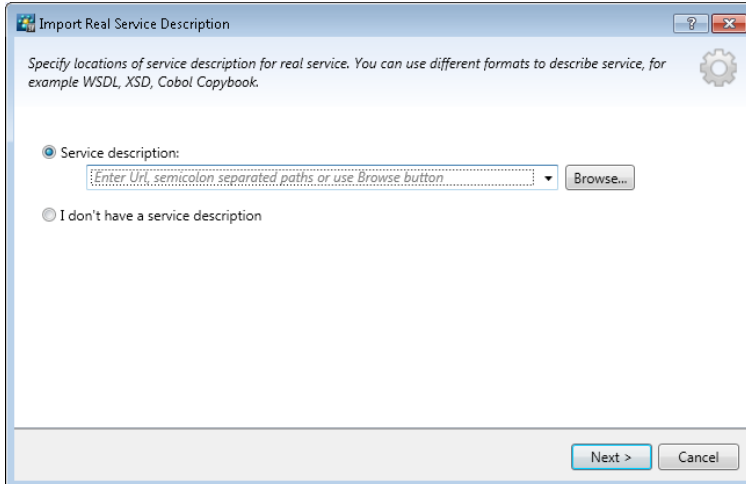 Import Real Service Description
Specify locations of service description for real service. You can use different formats to describe service, for
example WSDL, XSD, Cobol Copybook.
Service description:
Enter Url, semicolon separated paths or use Browse button
Browse...
I don't have a service description
Next >
Cancel